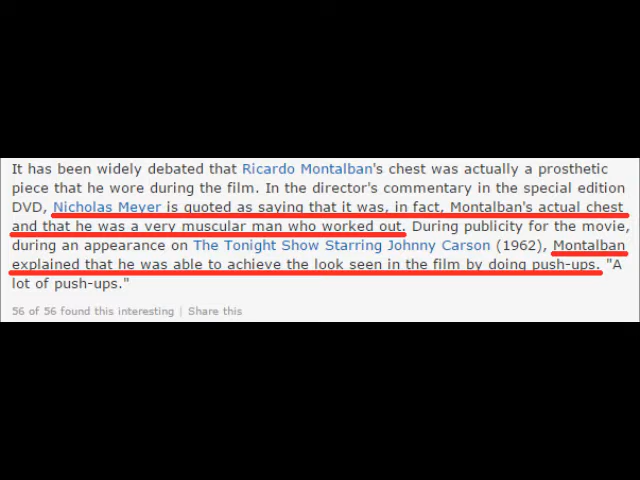 It has been widely debated that Ricardo Montalban's chest was actually a prosthetic
piece that he wore during the film. In the director's commentary in the special edition
DVD, Nicholas Meyer is quoted as saying that it was, in fact, Montalban's actual chest
and that he was a very muscular man who worked out. During publicity for the movie,
during an appearance on The Tonight Show Starring Johnny Carson (1962), Montalban
explained that he was able to achieve the look seen in the film by doing push-ups. "A
lot of push-ups."
56 of 56 found this interesting | Share this